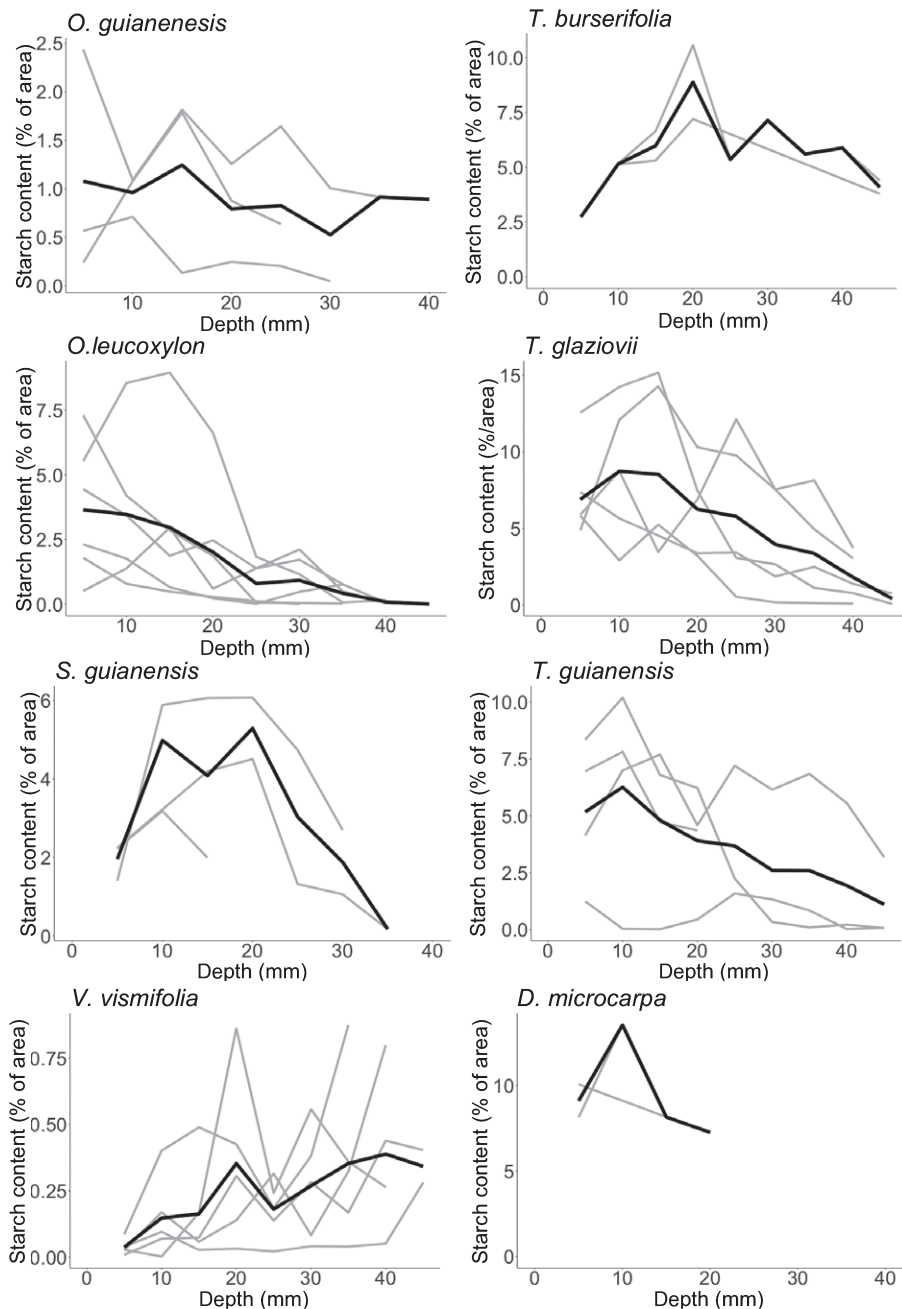 O. guianenesis
Starch content (% of area)
2.5
2.0
1.5
1.0
0.5
0.0
10 20 30 40
Depth (mm)
T. burserifolia
Starch content (% of area)
10.0
7.5
5.0
2.5
0.0
0 10 20 30 40
Depth (mm)
O.leucoxylon
Starch content (% of area)
7.5
5.0
2.5
0.0
10 20 30 40
Depth (mm)
T. glaziovii
Starch content (%/area)
15
10
5
0
0 10 20 30 40
Depth (mm)
S. guianensis
Starch content (% of area)
6
4
2
0
0 10 20 30 40
Depth (mm)
T. guianensis
Starch content (% of area)
10.0
7.5
5.0
2.5
0.0
0 10 20 30 40
Depth (mm)
V. vismifolia
Starch content (% of area)
0.75
0.50
0.25
0.00
0 10 20 30 40
Depth (mm)
D. microcarpa
Starch content (% of area)
10
5
0
0 10 20 30 40
Depth (mm)